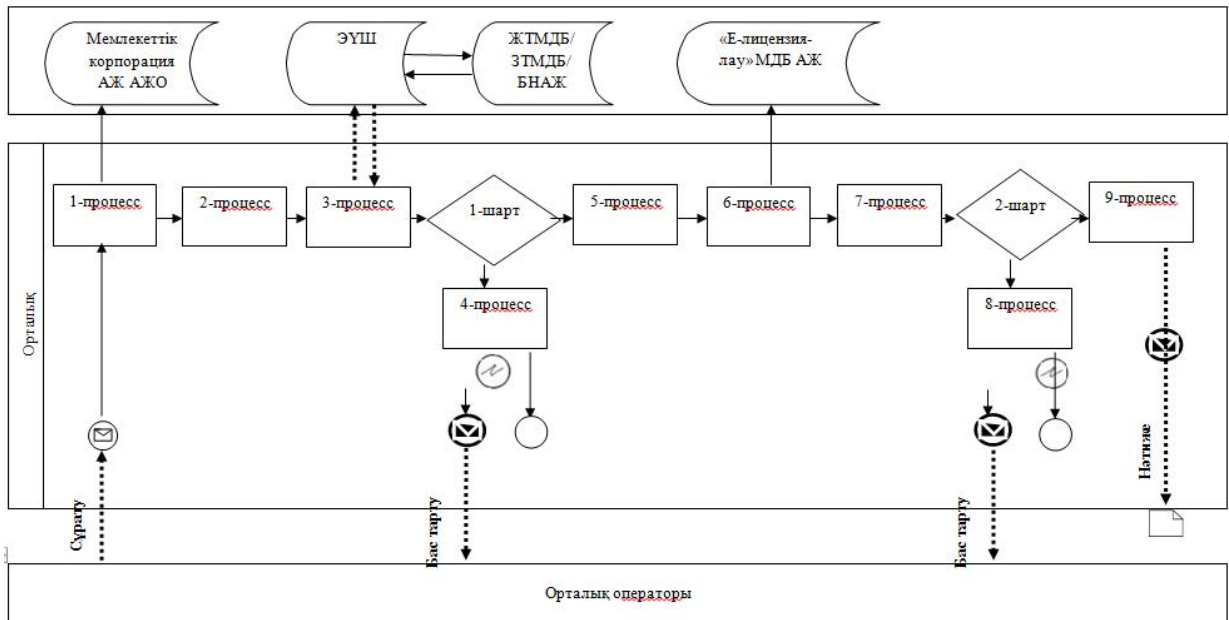 Мемлекеттік
корпорация
АЖ АЖО
ЭҮШ
ЖТМДБ/
ЗТМДБ/
БНАЖ
«Е-лицензия-
лау» МДБ АЖ
Орталық
1-процесс
2-процесс
3-процесс
1-шарт
5-процесс
6-процесс
7-процесс
2-шарт
9-процесс
4-процесс
8-процесс
Сұрату
Бас тарту
Бас тарту
Нәтиже
Орталық операторы